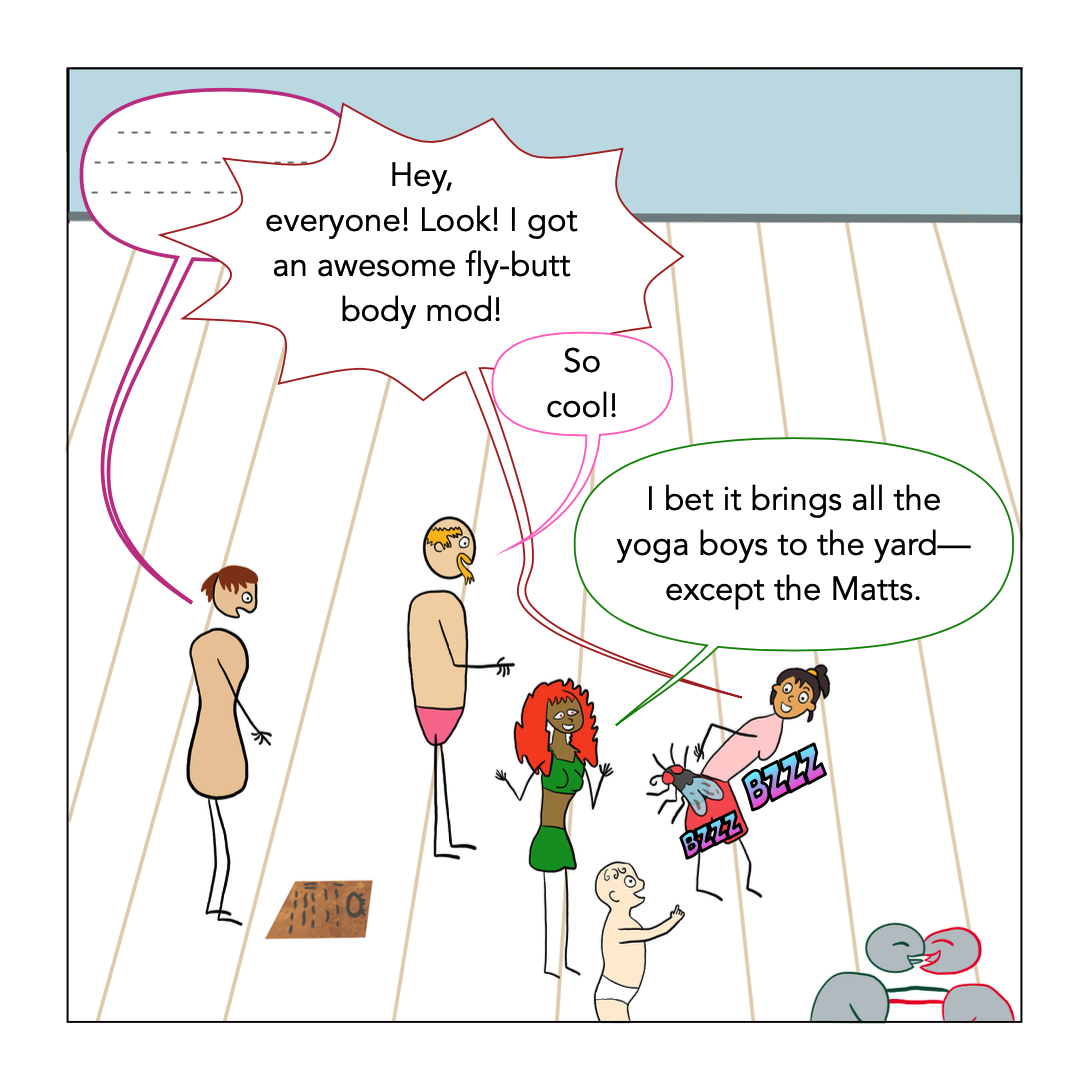 Hey,
everyone! Look! I got
an awesome fly-butt
body mod!
So
cool!
I bet it brings all the
yoga boys to the yard—
except the Matts.
BZZZ
BZZZ